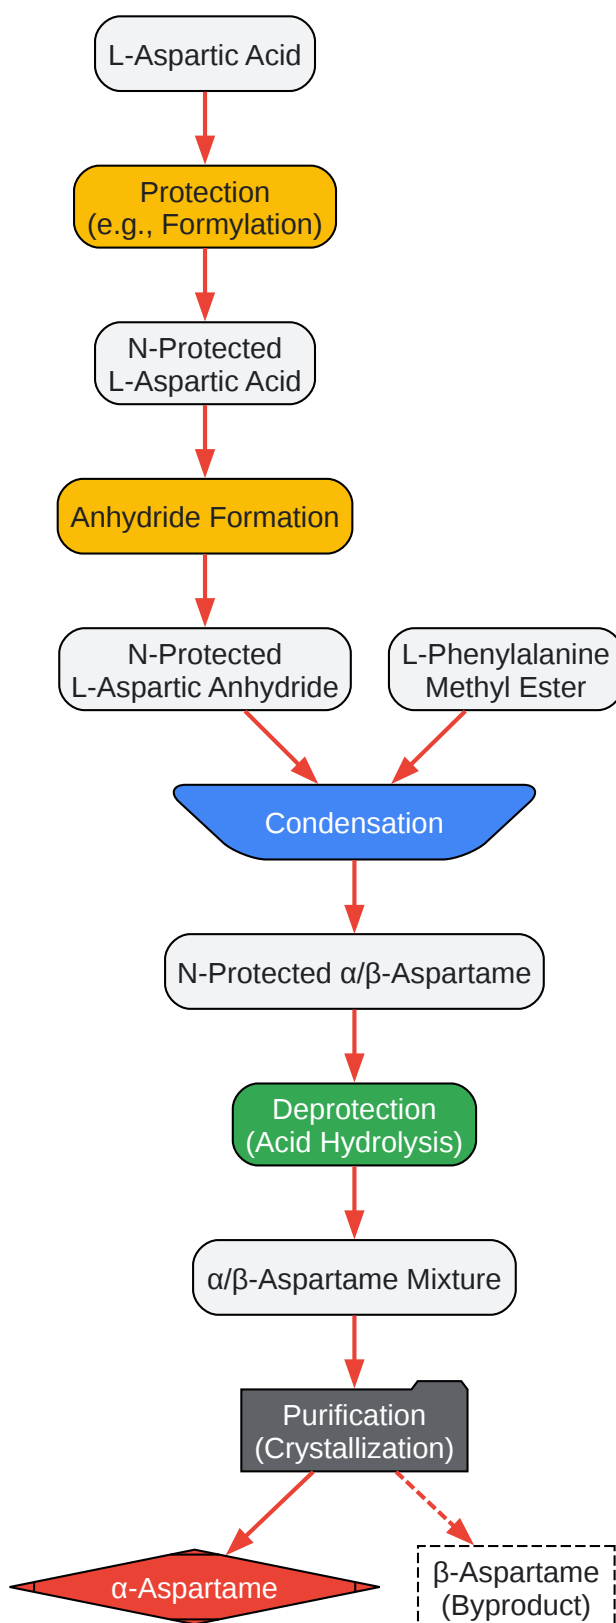 L-Aspartic Acid
Protection
(e.g., Formylation)
N-Protected
L-Aspartic Acid
Anhydride Formation
N-Protected
L-Aspartic Anhydride
L-Phenylalanine
Methyl Ester
Condensation
N-Protected α/β-Aspartame
Deprotection
(Acid Hydrolysis)
α/β-Aspartame Mixture
Purification
(Crystallization)
α-Aspartame
β-Aspartame
(Byproduct)